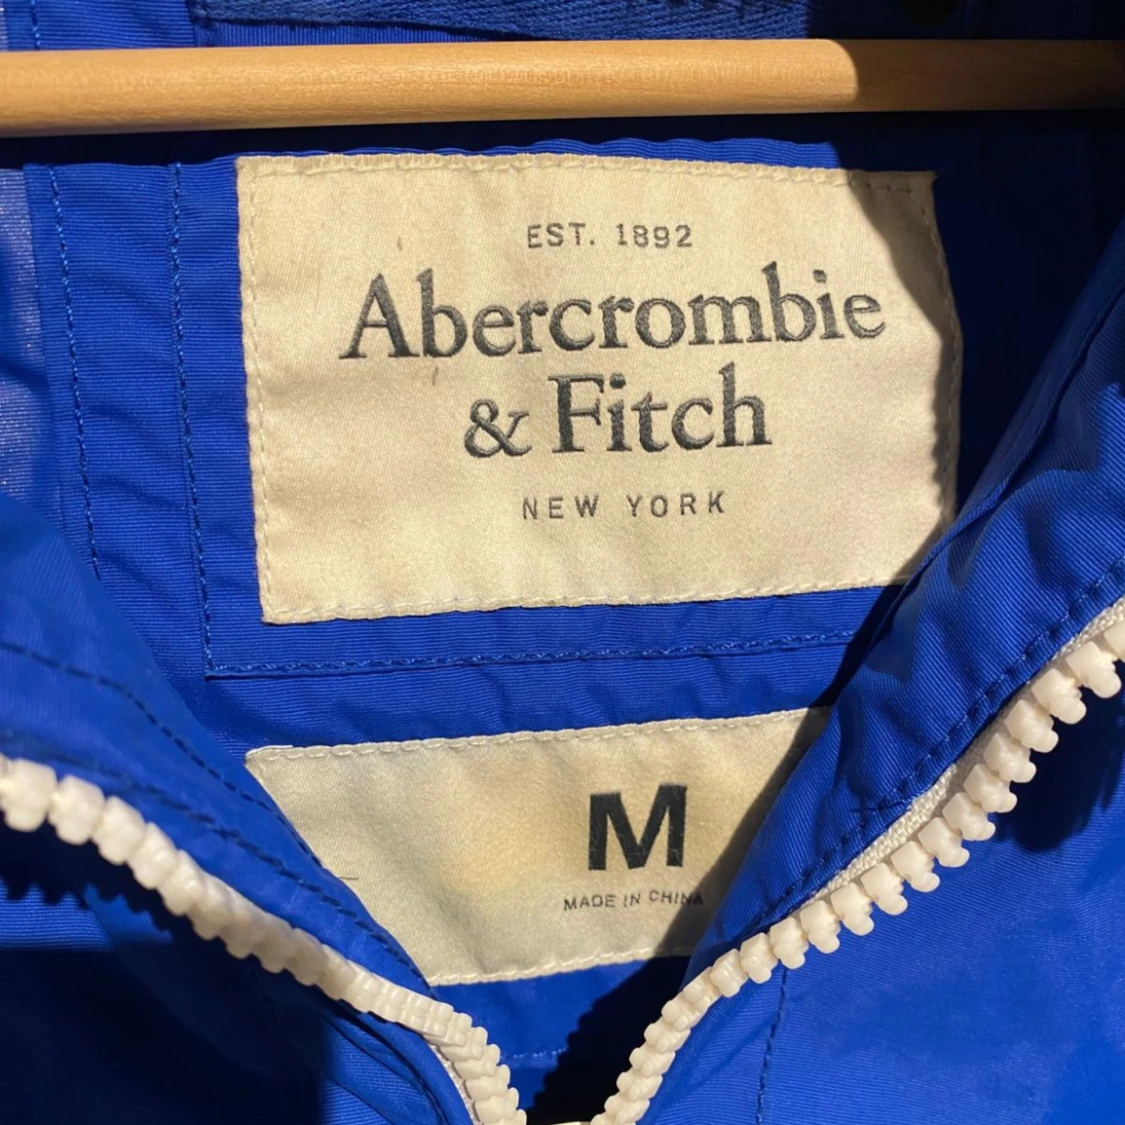 EST. 1892
Abercrombie
& Fitch
NEW YORK
M
MADE IN CHINA